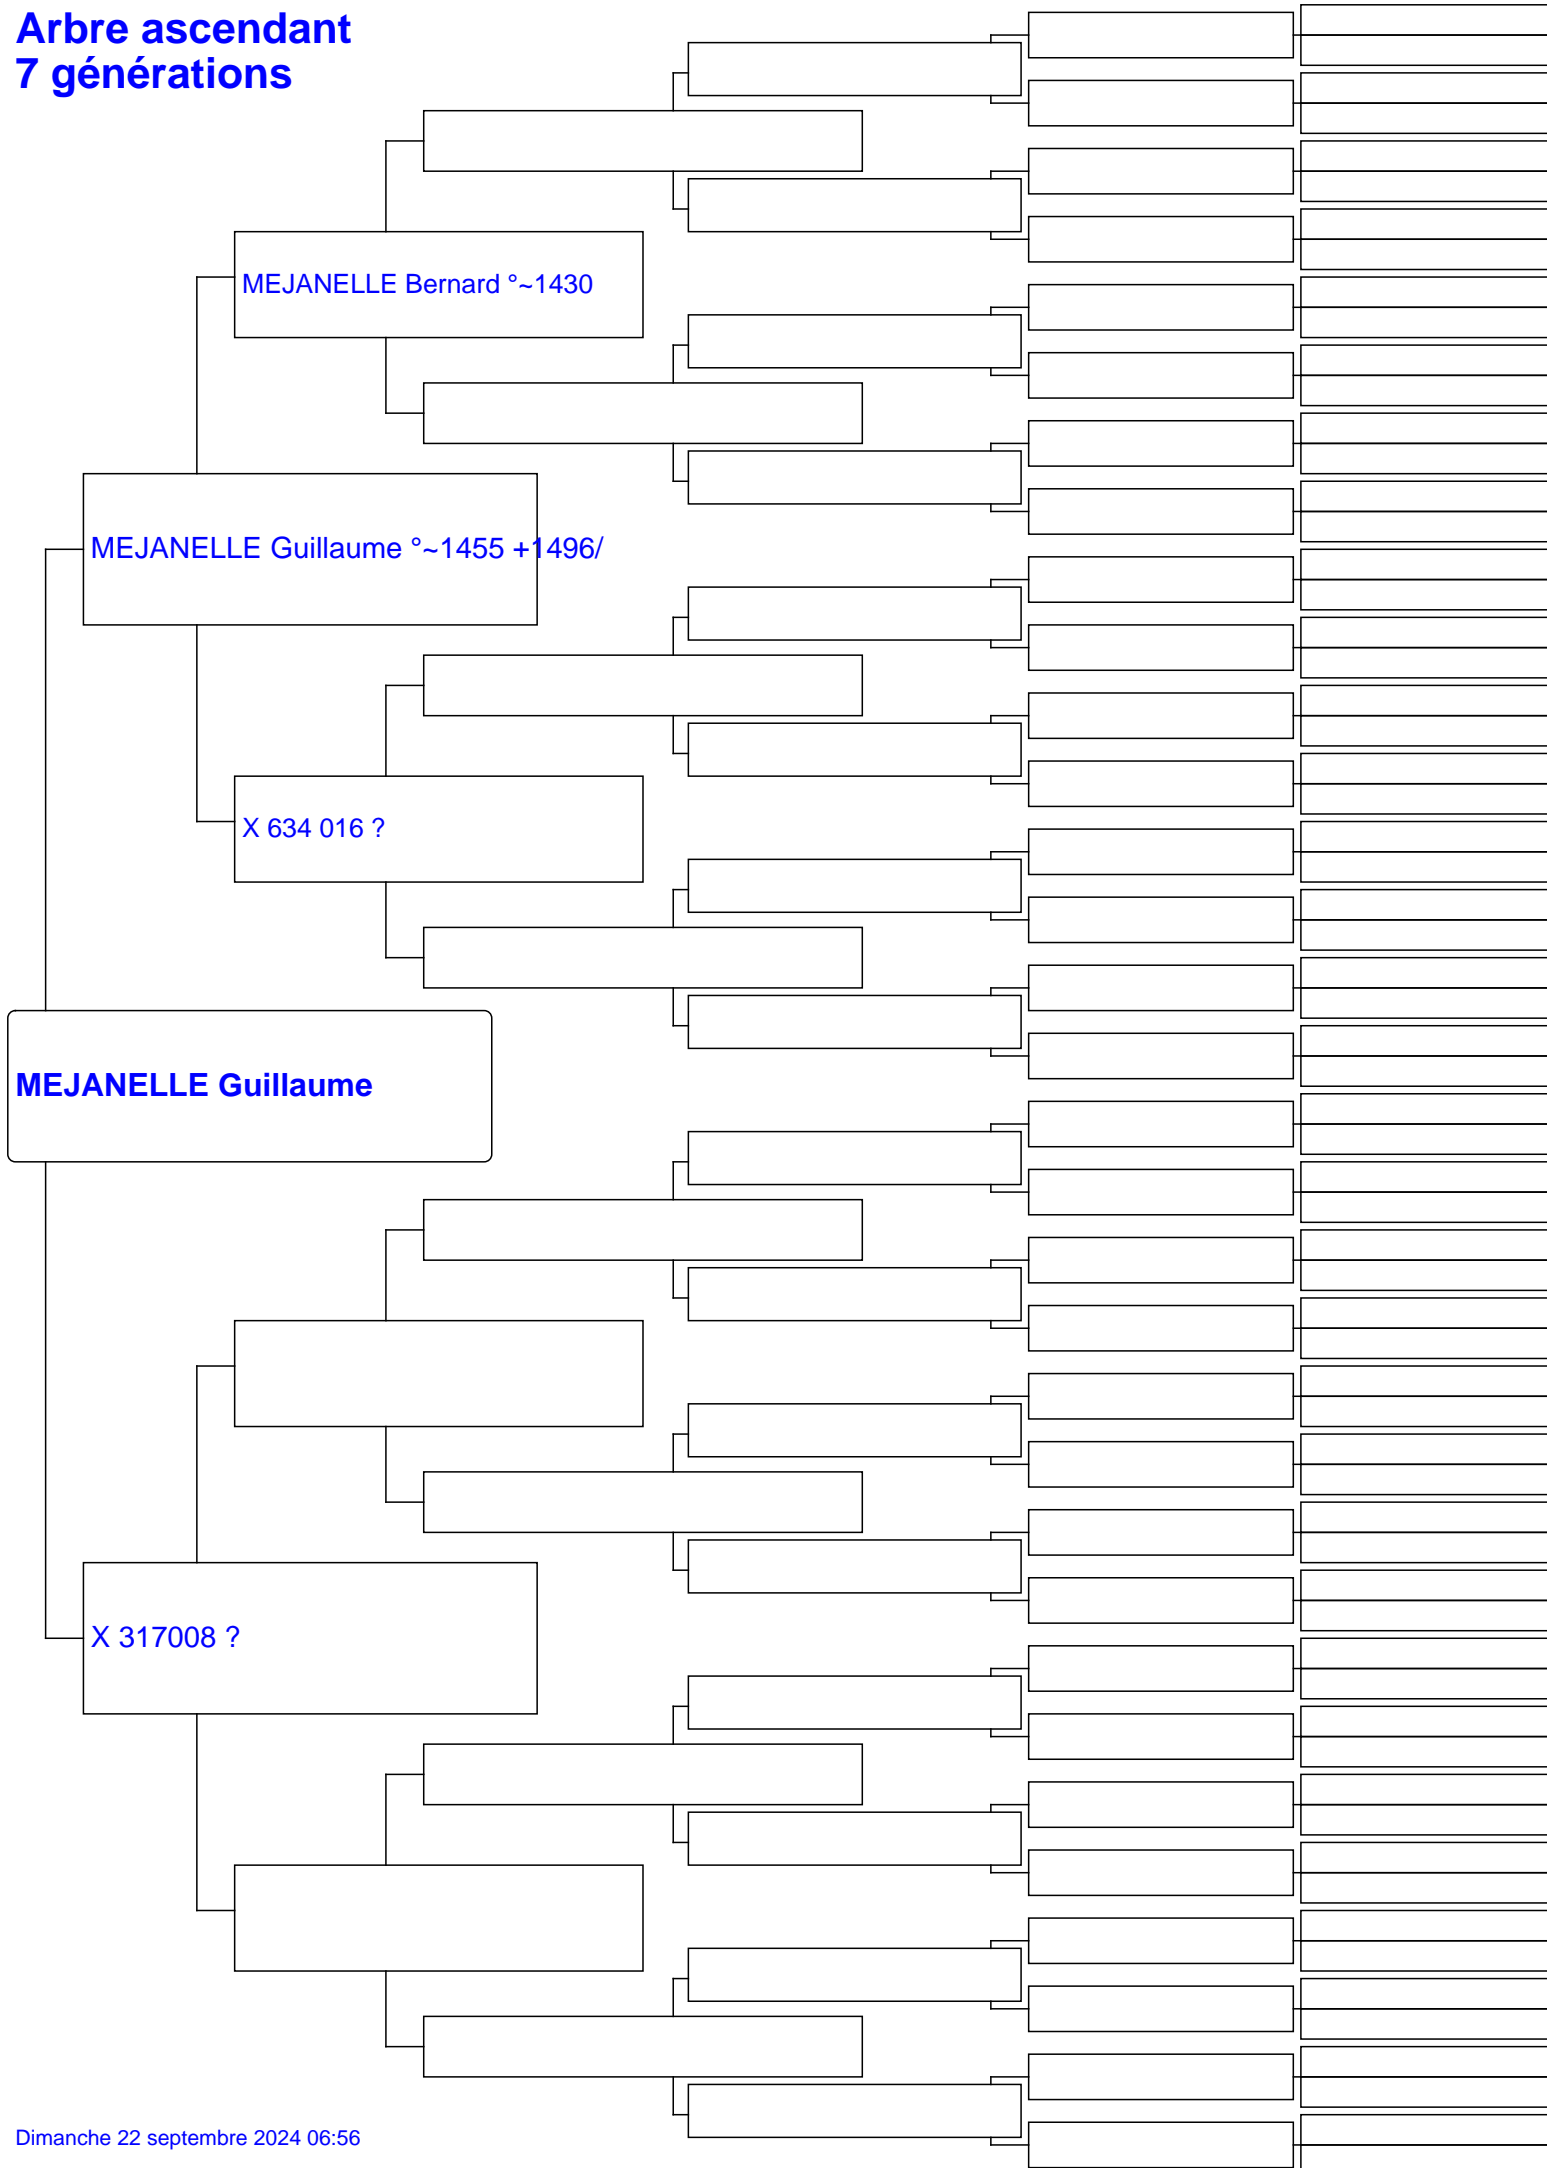 Arbre ascendant
7 générations
MEJANELLE Bernard °~1430
MEJANELLE Guillaume °~1455 +1496/
X 634 016 ?
MEJANELLE Guillaume
X 317008 ?
Dimanche 22 septembre 2024 06:56